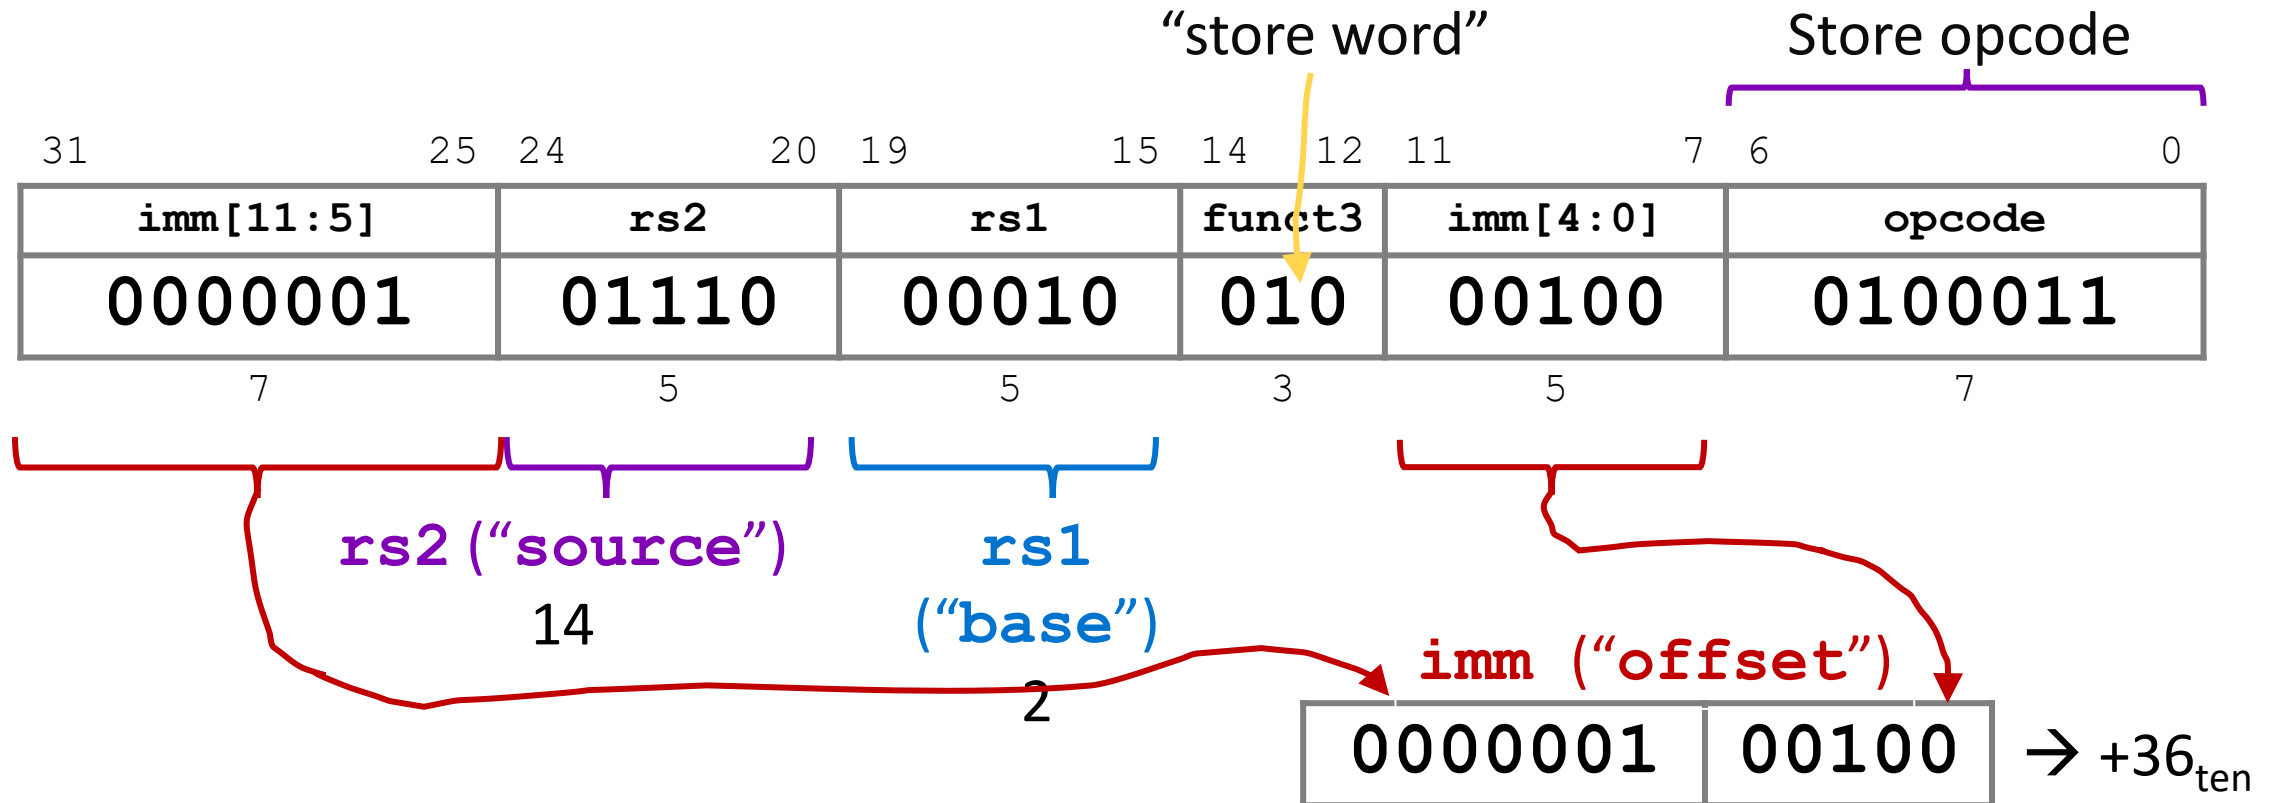 “store word” Store opcode
31 25 24 20 19 15 14 12 11 7 6 0
imm[11:5] rs2 rs1 funct3 imm[4:0] opcode
0000001 01110 00010 010 00100 0100011
7 5 5 3 5 7
rs2 (“source”) rs1
14 (“base”)
imm (“offset”)
2
0000001 00100 → +36ten